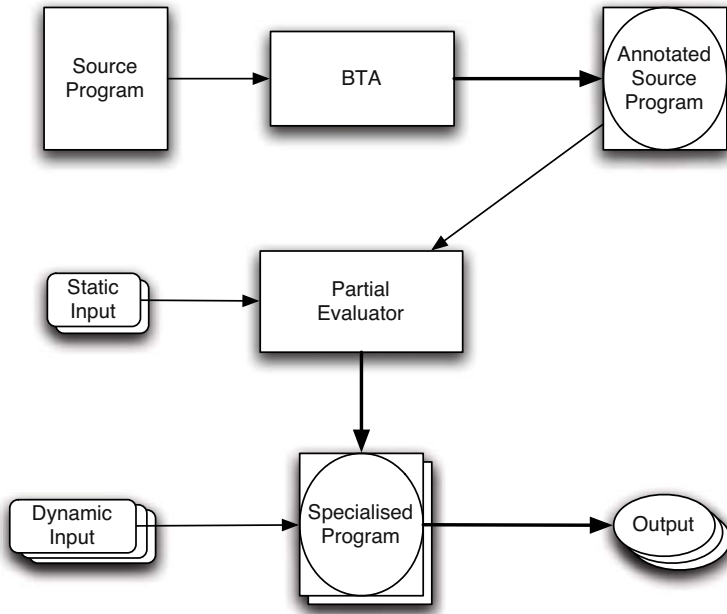 Source
Program
BTA
Annotated
Source
Program
Static
Input
Partial
Evaluator
Dynamic
Input
Specialised
Program
Output